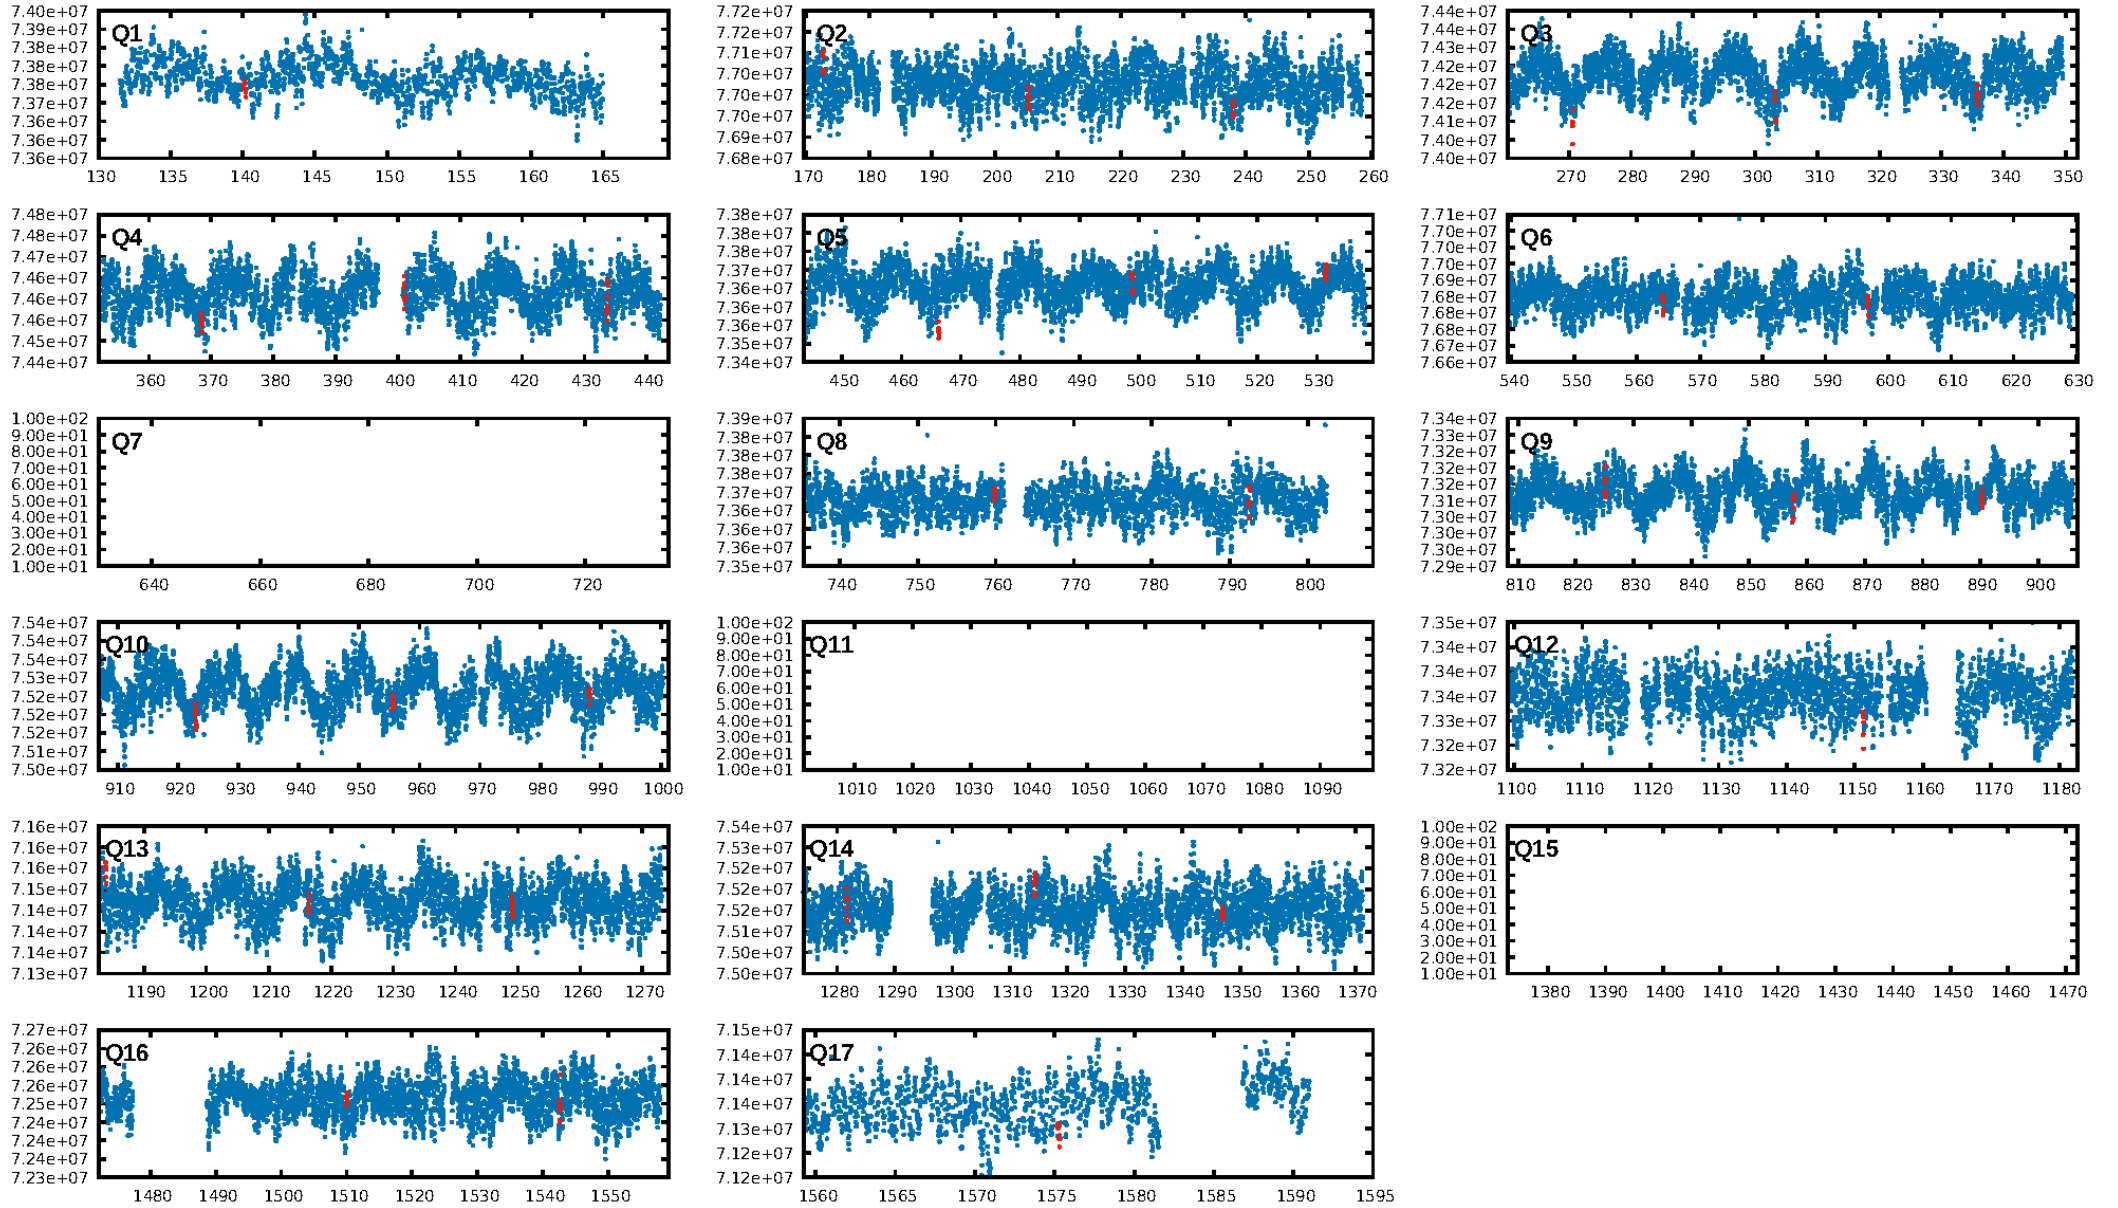 Q1
7.40e+07
7.39e+07
7.39e+07
7.38e+07
7.38e+07
7.37e+07
7.36e+07
7.36e+07
130 135 140 145 150 155 160 165
Q2
7.72e+07
7.72e+07
7.71e+07
7.70e+07
7.70e+07
7.70e+07
7.69e+07
7.68e+07
170 180 190 200 210 220 230 240 250 260
Q3
7.44e+07
7.44e+07
7.43e+07
7.42e+07
7.42e+07
7.42e+07
7.41e+07
7.40e+07
7.40e+07
270 280 290 300 310 320 330 340 350
Q4
7.48e+07
7.48e+07
7.47e+07
7.46e+07
7.46e+07
7.46e+07
7.45e+07
7.44e+07
360 370 380 390 400 410 420 430 440
Q5
7.38e+07
7.38e+07
7.38e+07
7.37e+07
7.36e+07
7.36e+07
7.36e+07
7.35e+07
7.34e+07
450 460 470 480 490 500 510 520 530
Q6
7.71e+07
7.70e+07
7.70e+07
7.70e+07
7.69e+07
7.68e+07
7.68e+07
7.68e+07
7.67e+07
7.66e+07
540 550 560 570 580 590 600 610 620 630
Q7
1.00e+02
9.00e+01
8.00e+01
7.00e+01
6.00e+01
5.00e+01
4.00e+01
3.00e+01
2.00e+01
1.00e+01
640 660 680 700 720
Q8
7.39e+07
7.38e+07
7.38e+07
7.38e+07
7.37e+07
7.36e+07
7.36e+07
7.36e+07
7.35e+07
740 750 760 770 780 790 800
Q9
7.34e+07
7.33e+07
7.32e+07
7.32e+07
7.31e+07
7.30e+07
7.30e+07
7.30e+07
7.29e+07
810 820 830 840 850 860 870 880 890 900
Q10
7.54e+07
7.54e+07
7.54e+07
7.53e+07
7.52e+07
7.52e+07
7.52e+07
7.51e+07
7.50e+07
910 920 930 940 950 960 970 980 990 1000
Q11
1.00e+02
9.00e+01
8.00e+01
7.00e+01
6.00e+01
5.00e+01
4.00e+01
3.00e+01
2.00e+01
1.00e+01
1010 1020 1030 1040 1050 1060 1070 1080 1090
Q12
7.35e+07
7.34e+07
7.34e+07
7.34e+07
7.33e+07
7.32e+07
7.32e+07
1100 1110 1120 1130 1140 1150 1160 1170 1180
Q13
7.16e+07
7.16e+07
7.15e+07
7.14e+07
7.14e+07
7.14e+07
7.13e+07
1190 1200 1210 1220 1230 1240 1250 1260 1270
Q14
7.54e+07
7.53e+07
7.52e+07
7.52e+07
7.52e+07
7.51e+07
7.50e+07
7.50e+07
1280 1290 1300 1310 1320 1330 1340 1350 1360 1370
Q15
1.00e+02
9.00e+01
8.00e+01
7.00e+01
6.00e+01
5.00e+01
4.00e+01
3.00e+01
2.00e+01
1.00e+01
1380 1390 1400 1410 1420 1430 1440 1450 1460 1470
Q16
7.27e+07
7.26e+07
7.26e+07
7.26e+07
7.25e+07
7.24e+07
7.24e+07
7.24e+07
7.23e+07
1480 1490 1500 1510 1520 1530 1540 1550
Q17
7.15e+07
7.14e+07
7.14e+07
7.14e+07
7.13e+07
7.12e+07
7.12e+07
1560 1565 1570 1575 1580 1585 1590 1595